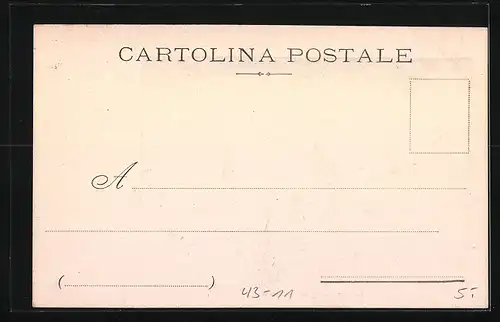 CARTOLINA POSTALE
A
( )
43-11 5.-